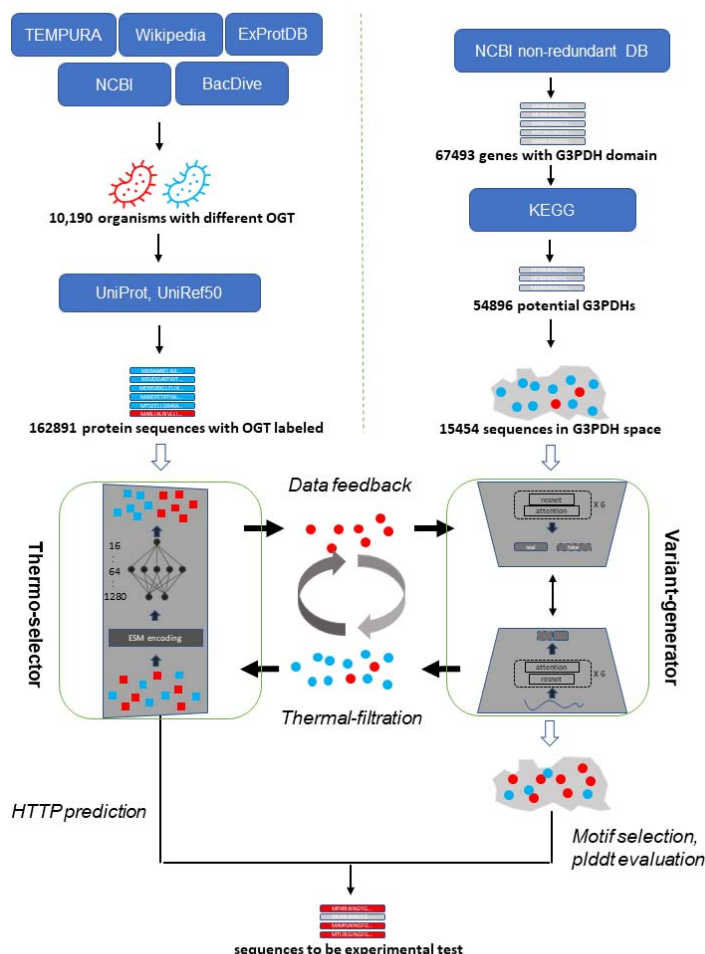 TEMPURA
Wikipedia
ExProtDB
NCBI
BacDive
10,190 organisms with different OGT
UniProt, UniRef50
162891 protein sequences with OGT labeled
NCBI non-redundant DB
67493 genes with G3PDH domain
KEGG
54896 potential G3PDHs
15454 sequences in G3PDH space
Thermo-selector
16
:
64
:
1280
ESM encoding
Data feedback
Thermal-filtration
Variant-generator
resnet
attention
X 6
real
attention
resnet
X 6
HTTP prediction
Motif selection,
plddt evaluation
sequences to be experimental test